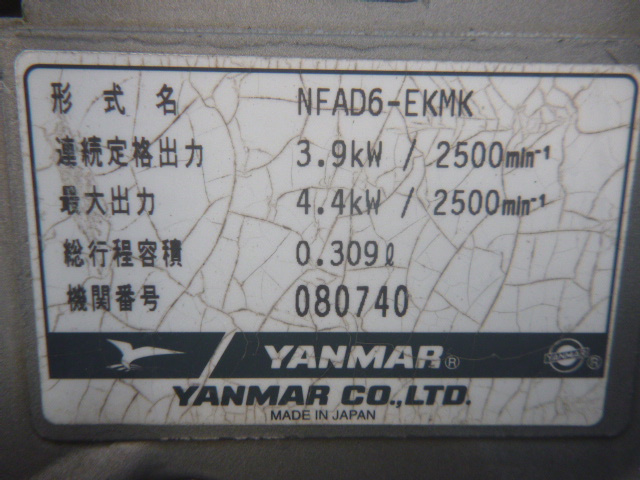 形式名 NFAD6-EKMK
連続定格出力 3.9kW / 2500min⁻¹
最大出力 4.4kW / 2500min⁻¹
総行程容積 0.309ℓ
機関番号 080740
YANMAR®
®
YANMAR CO.,LTD.
MADE IN JAPAN